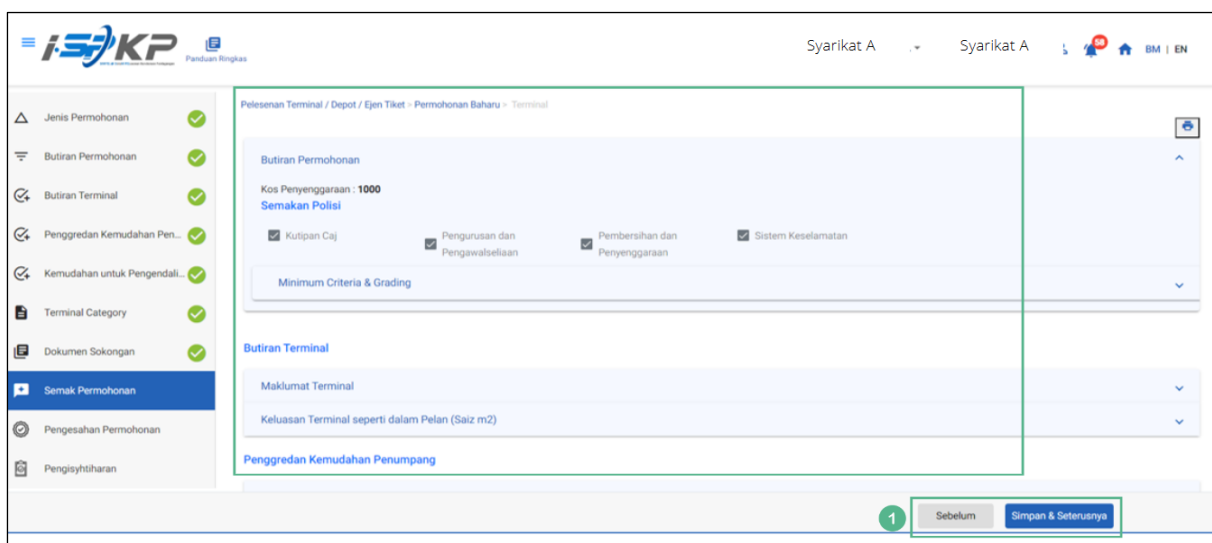 i-SPKP
Panduan Ringkas
Syarikat A
Syarikat A
58
BM | EN
Jenis Permohonan
Butiran Permohonan
Butiran Terminal
Penggredan Kemudahan Pen...
Kemudahan untuk Pengendali...
Terminal Category
Dokumen Sokongan
Semak Permohonan
Pengesahan Permohonan
Pengisyhtiharan
Pelesenan Terminal / Depot / Ejen Tiket > Permohonan Baharu > Terminal
Butiran Permohonan
Kos Penyenggaraan : 1000
Semakan Polisi
Kutipan Caj
Pengurusan dan
Pengawalseliaan
Pembersihan dan
Penyenggaraan
Sistem Keselamatan
Minimum Criteria & Grading
Butiran Terminal
Maklumat Terminal
Keluasan Terminal seperti dalam Pelan (Saiz m2)
Penggredan Kemudahan Penumpang
1
Sebelum
Simpan & Seterusnya